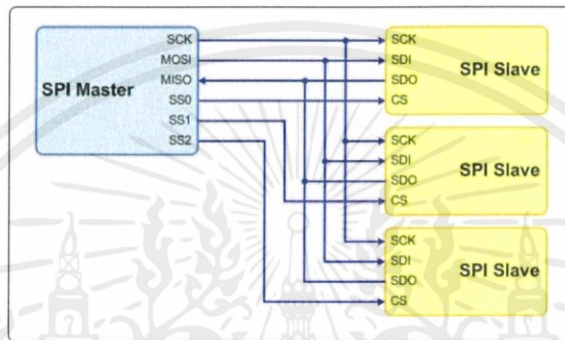 SPI Master
SCK
MOSI
MISO
SS0
SS1
SS2
SCK
SDI
SDO
CS
SPI Slave
SCK
SDI
SDO
CS
SPI Slave
SCK
SDI
SDO
CS
SPI Slave